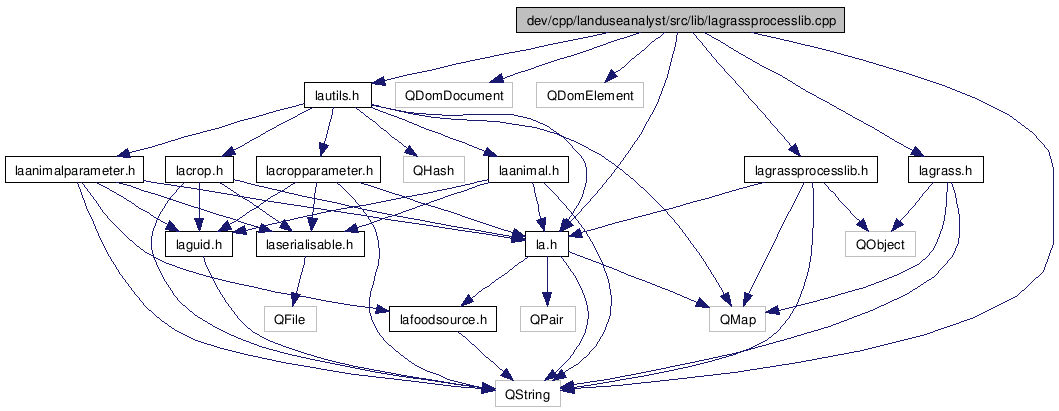 dev/cpp/landuseanalyst/src/lib/lagrassprocesslib.cpp
lautils.h
QDomDocument
QDomElement
laanimalparameter.h
lacrop.h
lacropparameter.h
QHash
laanimal.h
lagrassprocesslib.h
lagrass.h
laguid.h
laserialisable.h
la.h
QObject
QFile
lafoodsource.h
QPair
QMap
QString